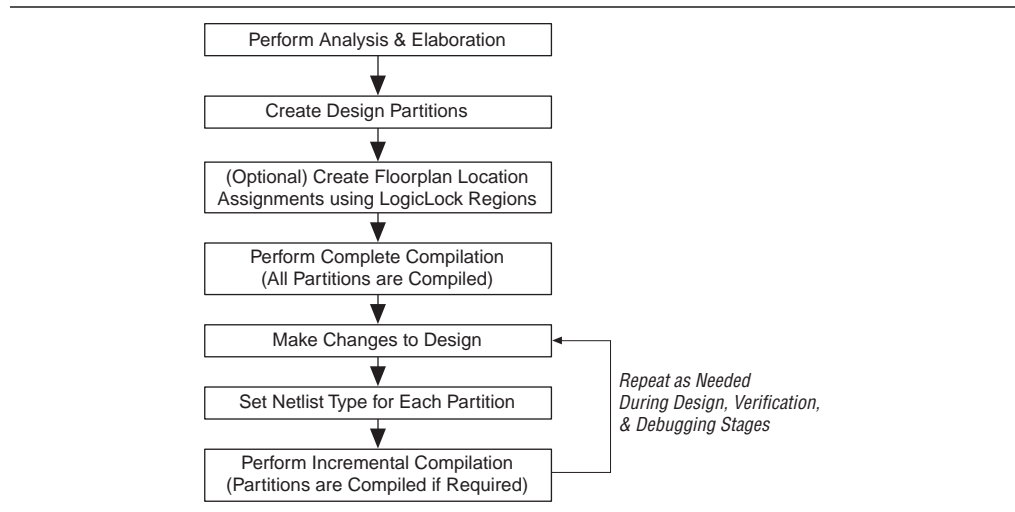 Perform Analysis & Elaboration
Create Design Partitions
(Optional) Create Floorplan Location
Assignments using LogicLock Regions
Perform Complete Compilation
(All Partitions are Compiled)
Make Changes to Design
Set Netlist Type for Each Partition
Perform Incremental Compilation
(Partitions are Compiled if Required)
Repeat as Needed
During Design, Verification,
& Debugging Stages